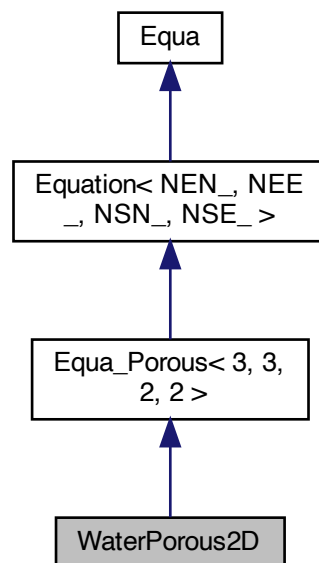 Equa
Equation< NEN_, NEE
_, NSN_, NSE_ >
Equa_Porous< 3, 3,
2, 2 >
WaterPorous2D